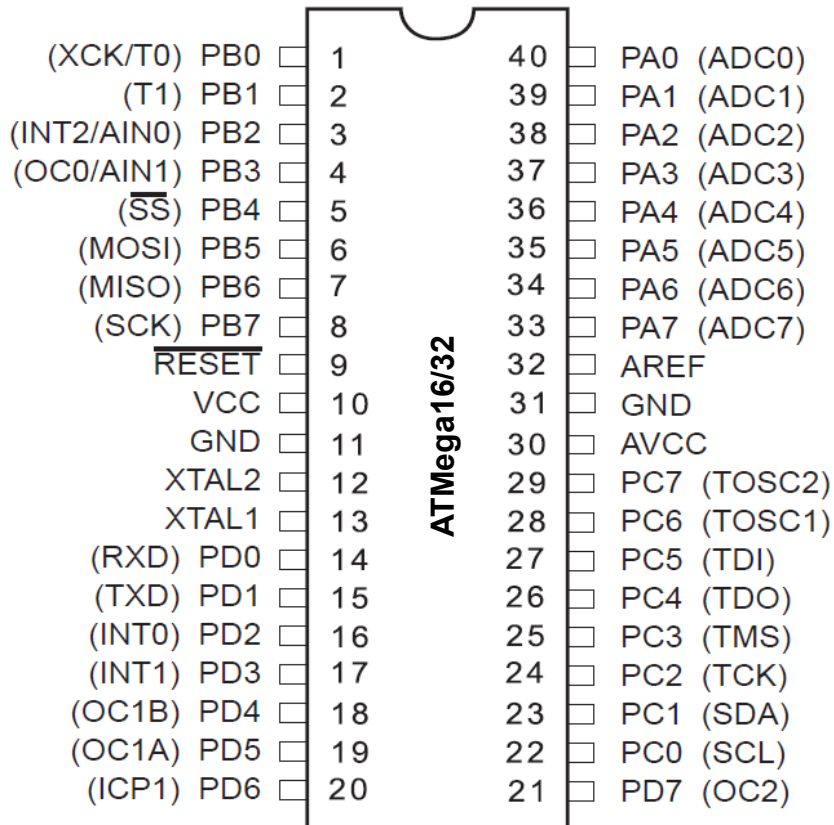 (XCK/T0) PB0 1 40 PA0 (ADC0)
(T1) PB1 2 39 PA1 (ADC1)
(INT2/AIN0) PB2 3 38 PA2 (ADC2)
(OC0/AIN1) PB3 4 37 PA3 (ADC3)
(SS) PB4 5 36 PA4 (ADC4)
(MOSI) PB5 6 35 PA5 (ADC5)
(MISO) PB6 7 34 PA6 (ADC6)
(SCK) PB7 8 33 PA7 (ADC7)
RESET 9 32 AREF
VCC 10 31 GND
GND 11 30 AVCC
XTAL2 12 29 PC7 (TOSC2)
XTAL1 13 28 PC6 (TOSC1)
(RXD) PD0 14 27 PC5 (TDI)
(TXD) PD1 15 26 PC4 (TDO)
(INT0) PD2 16 25 PC3 (TMS)
(INT1) PD3 17 24 PC2 (TCK)
(OC1B) PD4 18 23 PC1 (SDA)
(OC1A) PD5 19 22 PC0 (SCL)
(ICP1) PD6 20 21 PD7 (OC2)
ATMega16/32